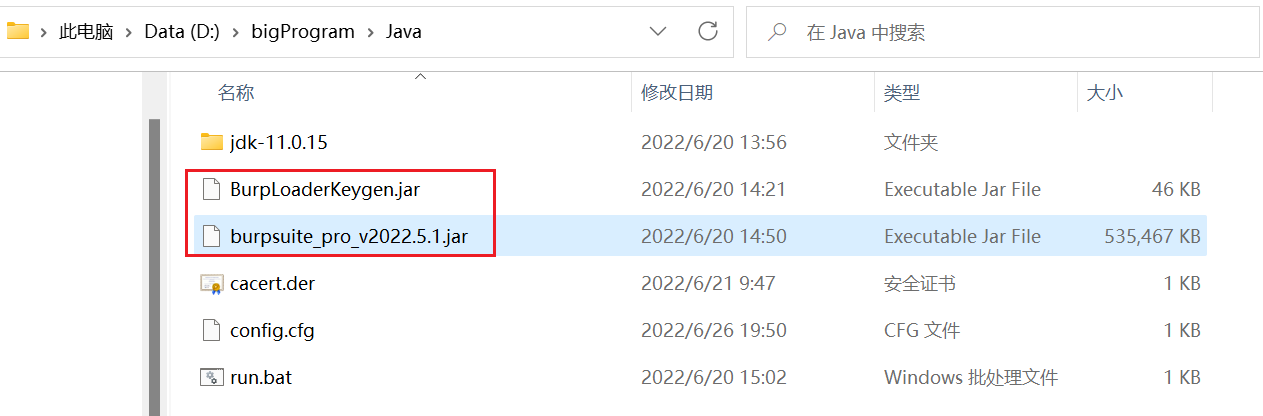 此电脑 Data (D:) bigProgram Java 在 Java 中搜索
名称 修改日期 类型 大小
jdk-11.0.15 2022/6/20 13:56 文件夹
BurpLoaderKeygen.jar 2022/6/20 14:21 Executable Jar File 46 KB
burpsuite_pro_v2022.5.1.jar 2022/6/20 14:50 Executable Jar File 535,467 KB
cacert.der 2022/6/21 9:47 安全证书 1 KB
config.cfg 2022/6/26 19:50 CFG 文件 1 KB
run.bat 2022/6/20 15:02 Windows 批处理文件 1 KB